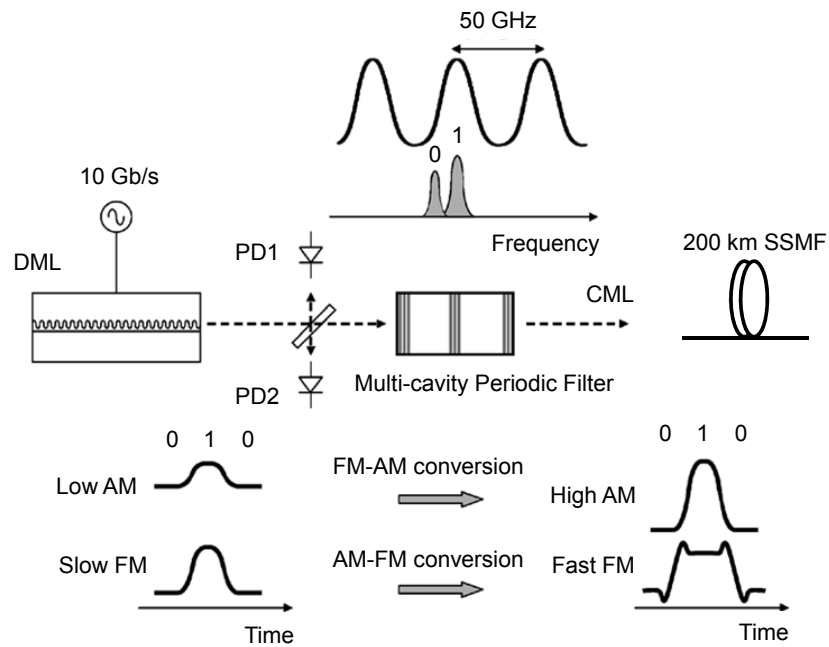 50 GHz
0 1
10 Gb/s
Frequency
DML
PD1
200 km SSMF
CML
PD2
Multi-cavity Periodic Filter
0 1 0
0 1 0
Low AM
FM-AM conversion
High AM
Slow FM
AM-FM conversion
Fast FM
Time
Time